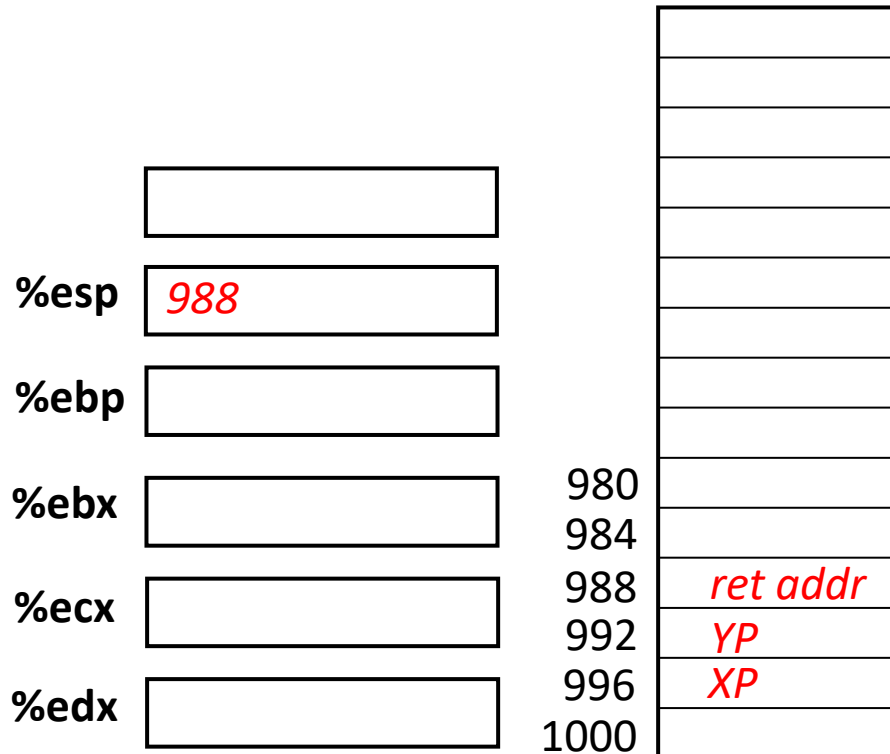 %esp 988
%ebp
%ebx
%ecx
%edx
980
984
988 ret addr
992 YP
996 XP
1000